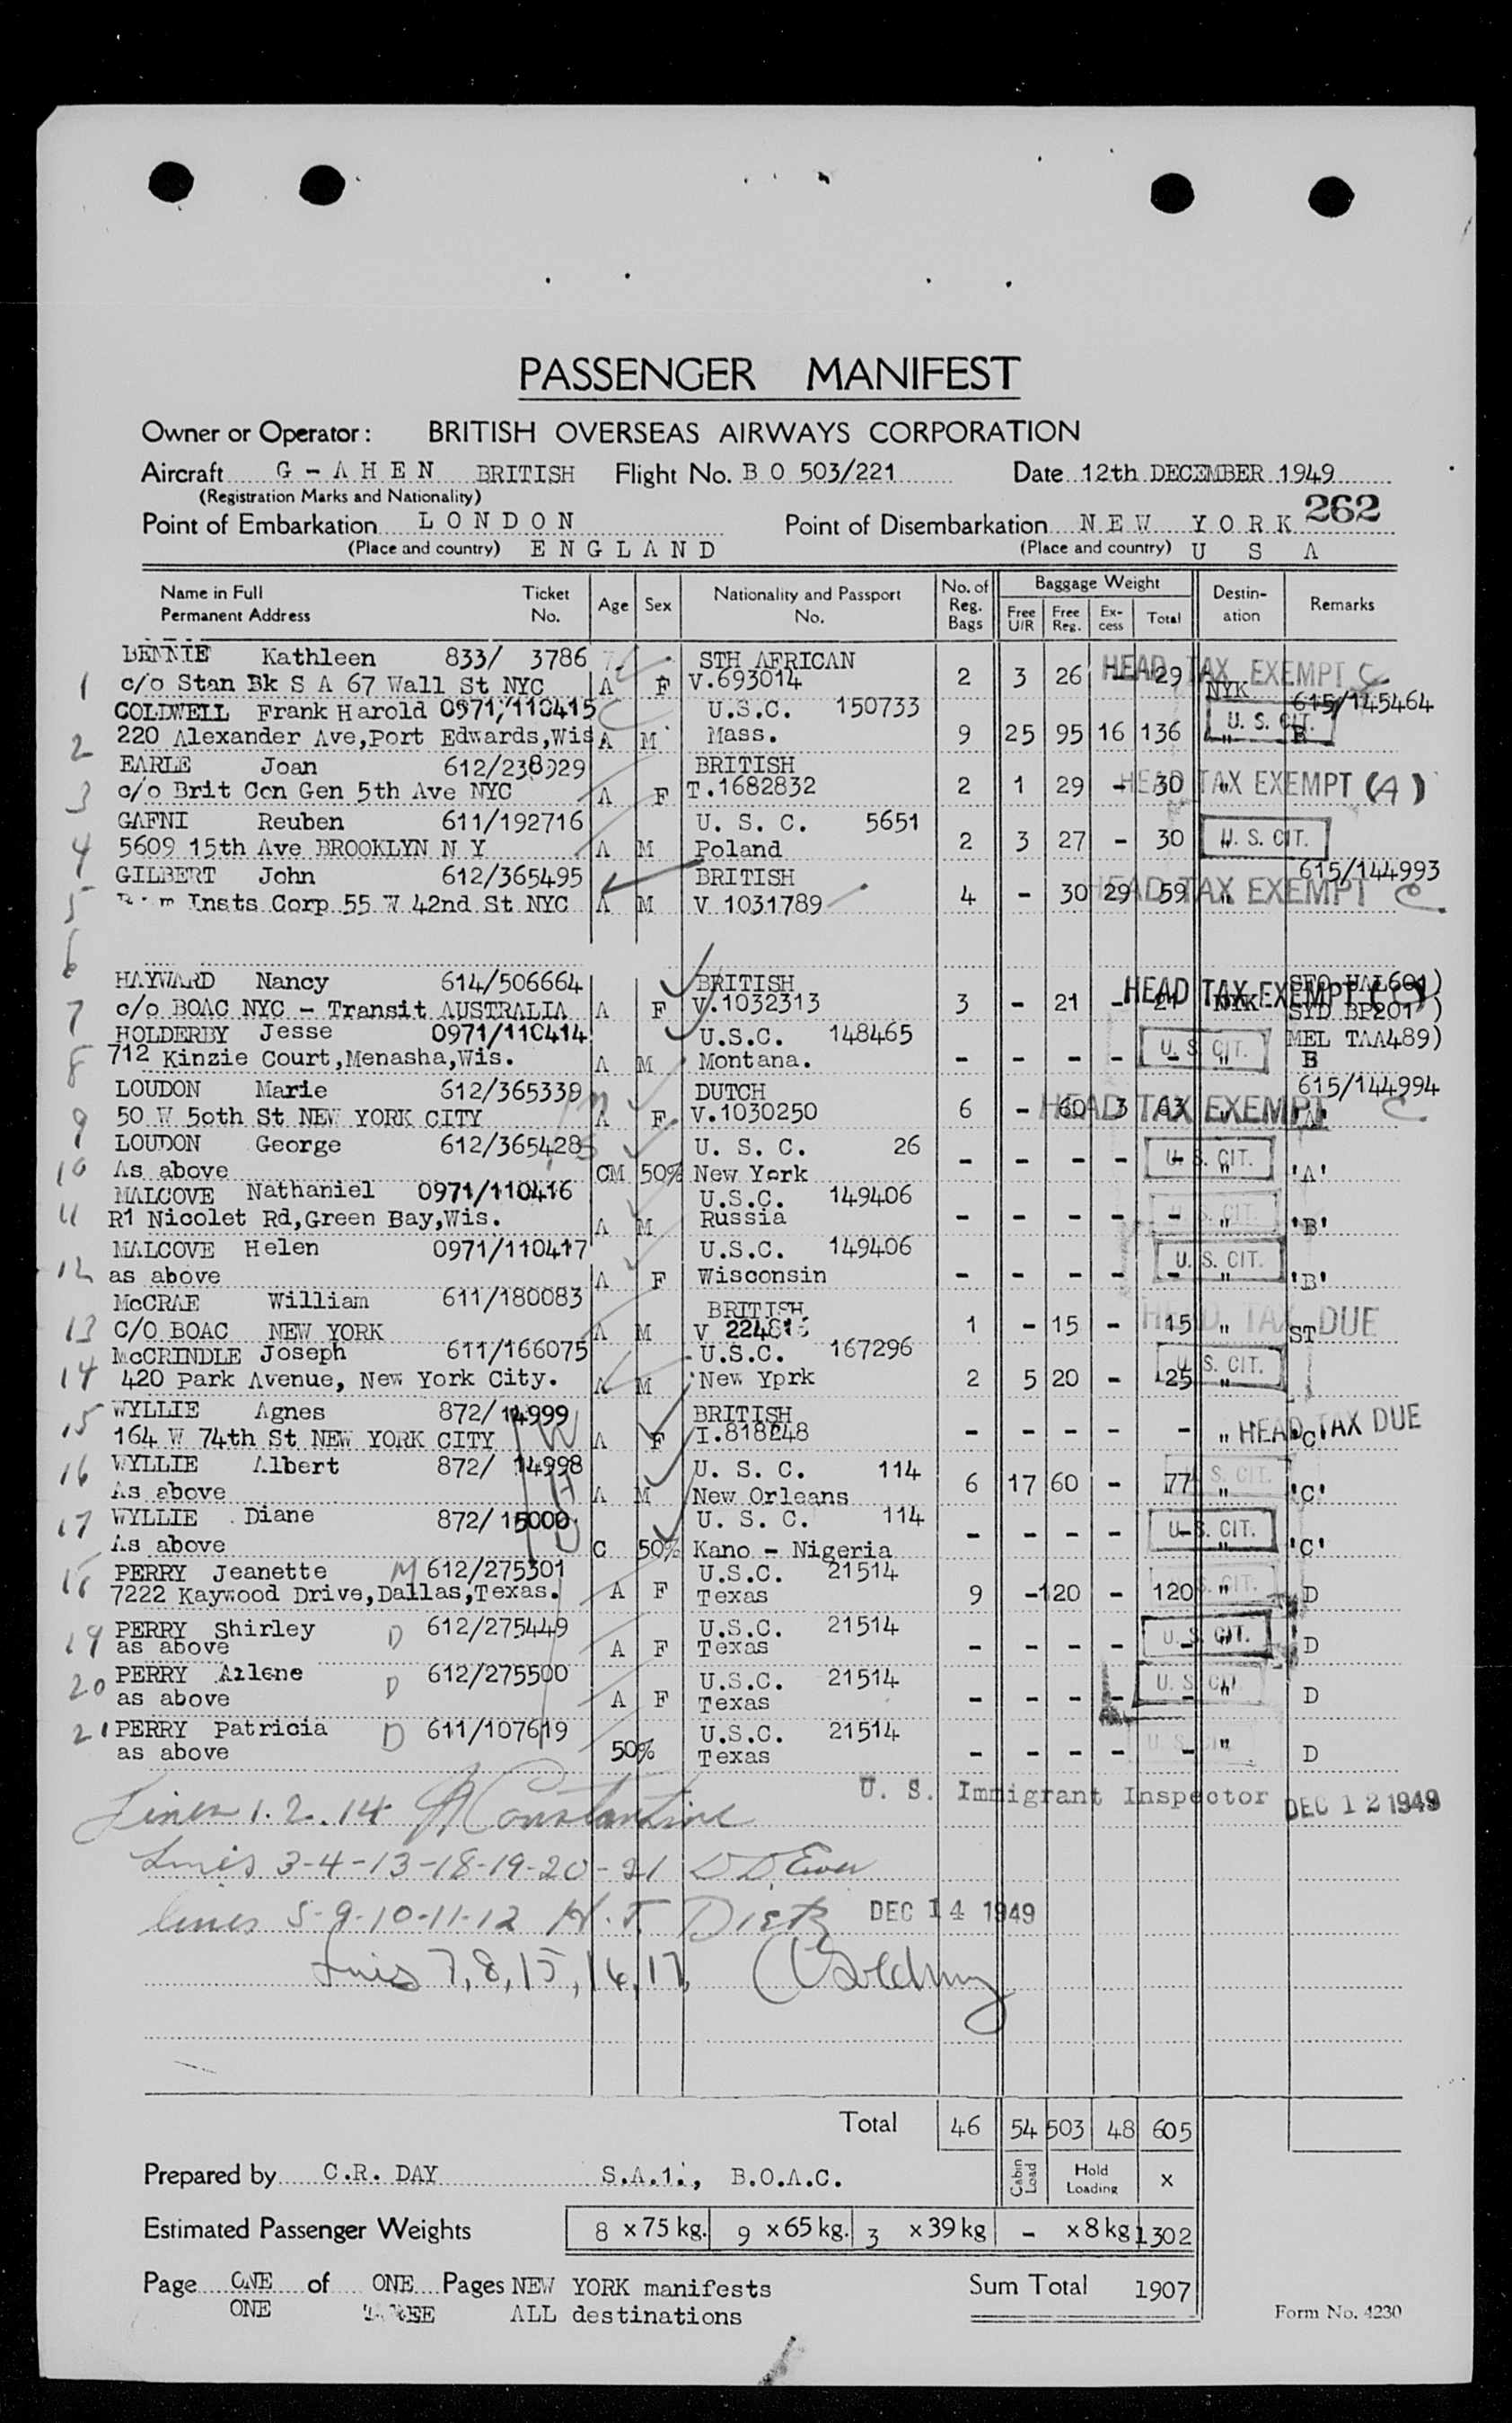 PASSENGER MANIFEST
Owner or Operator: BRITISH OVERSEAS AIRWAYS CORPORATION
Aircraft G - A H E N BRITISH Flight No. B O 503/221 Date 12th DECEMBER 1949
(Registration Marks and Nationality)
262
Point of Embarkation L O N D O N Point of Disembarkation N E W Y O R K
(Place and country) E N G L A N D (Place and country) U S A
Name in Full Ticket Age Sex Nationality and Passport No. of Baggage Weight Destin- Remarks
Permanent Address No. No. Reg. Free Free Ex- Total ation
Bags U/R Reg. cess
BENNIE Kathleen 833/ 3786 STH AFRICAN HEAD TAX EXEMPT C
1 c/o Stan Bk S A 67 Wall St NYC A F V.693014 2 3 26 - 29 NYK
COLDWELL Frank Harold 0971/110415 U.S.C. 150733 615/145464
2 220 Alexander Ave,Port Edwards,Wis A M Mass. 9 25 95 16 136 " U. S. CIT. B
EARLE Joan 612/238929 BRITISH
3 c/o Brit Con Gen 5th Ave NYC A F T.1682832 2 1 29 - 30 " HEAD TAX EXEMPT (A)
GAFNI Reuben 611/192716 U. S. C. 5651
4 5609 15th Ave BROOKLYN N Y A M Poland 2 3 27 - 30 " U. S. CIT.
GILBERT John 612/365495 BRITISH 615/144993
5 Insts Corp 55 W 42nd St NYC A M V 1031789 4 - 30 29 59 " HEAD TAX EXEMPT C
6
HAYWARD Nancy 614/506664 BRITISH SFO UAL601)
7 c/o BOAC NYC - Transit AUSTRALIA A F V.1032313 3 - 21 - 21 NYK HEAD TAX EXEMPT SYD BP201 )
HOLDERBY Jesse 0971/110414 U.S.C. 148465 MEL TAA489)
8 712 Kinzie Court,Menasha,Wis. A M Montana. - - - - - " U. S. CIT. B
LOUDON Marie 612/365339 DUTCH 615/144994
9 50 W 50th St NEW YORK CITY A F V.1030250 6 - 60 3 63 " HEAD TAX EXEMPT 'A' C
LOUDON George 612/365428 U. S. C. 26
10 As above CM 50% New York - - - - - " U. S. CIT. 'A'
MALCOVE Nathaniel 0971/110416 U.S.C. 149406
11 R1 Nicolet Rd,Green Bay,Wis. A M Russia - - - - - " U. S. CIT. 'B'
MALCOVE Helen 0971/110417 U.S.C. 149406
12 as above A F Wisconsin - - - - - " U. S. CIT. 'B'
McCRAE William 611/180083 BRITISH
13 C/O BOAC NEW YORK A M V 1 - 15 - 15 " HEAD TAX DUE ST
McCRINDLE Joseph 611/166075 U.S.C. 167296
14 420 Park Avenue, New York City. A M New Yprk 2 5 20 - 25 " U. S. CIT.
WYLLIE Agnes 872/ 14999 BRITISH
15 164 W 74th St NEW YORK CITY A F - - - - - " HEAD TAX DUE 'C'
WYLLIE Albert 872/ 14998 U. S. C. 114
16 As above A M New Orleans 6 17 60 - 77 " U. S. CIT. 'C'
WYLLIE Diane 872/ 15000 U. S. C. 114
17 As above C 50% Kano - Nigeria - - - - - " U. S. CIT. 'C'
PERRY Jeanette M 612/275301 U.S.C. 21514
18 7222 Kaywood Drive,Dallas,Texas. A F Texas 9 - 120 - 120 " U. S. CIT. D
PERRY Shirley D 612/275449 U.S.C. 21514
19 as above A F Texas - - - - - " U. S. CIT. D
PERRY Arlene D 612/275500 U.S.C. 21514
20 as above A F Texas - - - - - " U. S. CIT. D
21 PERRY Patricia D 611/107619 U.S.C. 21514
as above 50% Texas - - - - - " U. S. CIT. D
U. S. Immigrant Inspector DEC 12 1949
Lines 1. 2. 14 Constantine
Lines 3-4-13-18-19-20-21
lines 5-9-10-11-12 H. T. Dietz DEC 14 1949
Lines 7, 8, 15, 16, 17,
Total 46 54 503 48 605
Prepared by C.R. DAY S.A.1., B.O.A.C. Cabin Load Hold Loading x
Estimated Passenger Weights 8 x 75 kg. 9 x 65 kg. 3 x 39 kg - x 8 kg 1302
Page ONE of ONE Pages NEW YORK manifests Sum Total 1907
ONE THREE ALL destinations Form No. 4230